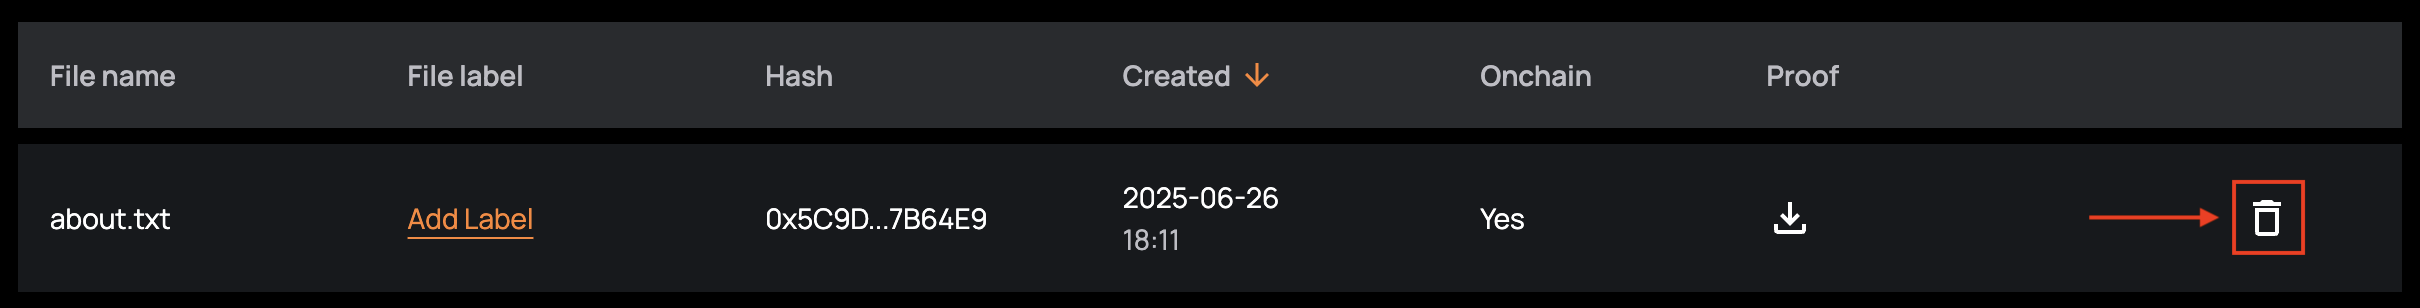 File name File label Hash Created Onchain Proof
about.txt Add Label 0x5C9D...7B64E9 2025-06-26 Yes
18:11